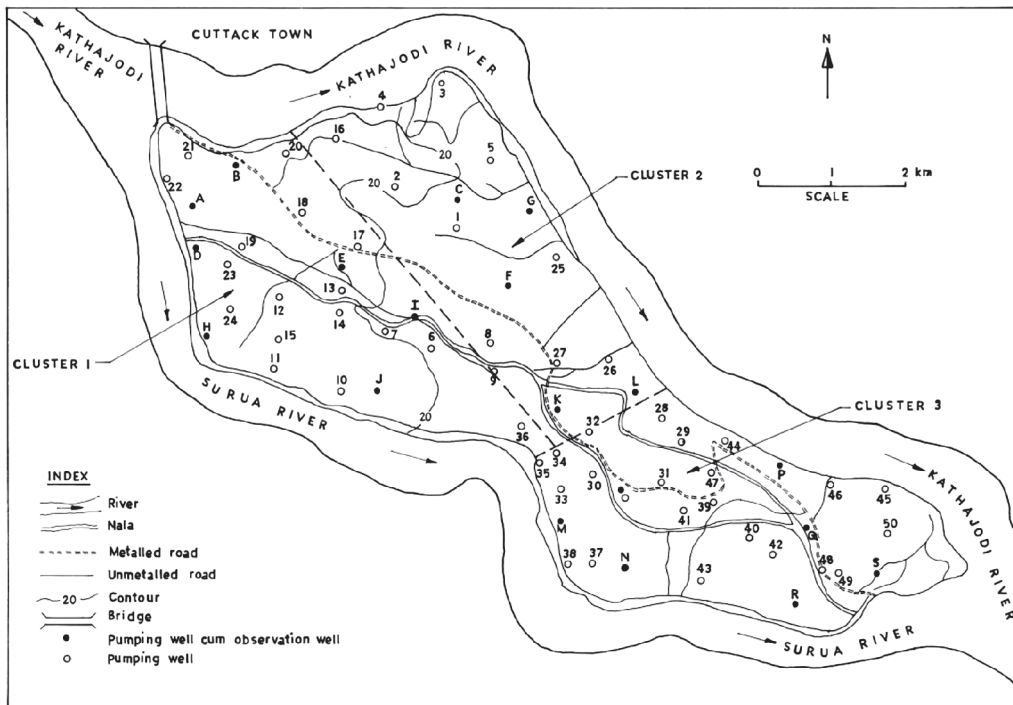 CUTTACK TOWN
KATHAJODI
RIVER
KATHAJODI RIVER
N
CLUSTER 2
0 1 2 km
SCALE
4
3
16
20
5
21
B
20
2
20
C
22
A
18
1
G
17
19
D
E
23
F
25
13
12
14
I
24
H
15
7
6
8
CLUSTER 1
11
10
J
9
27
26
L
20
K
28
CLUSTER 3
SURUA RIVER
36
32
29
44
34
P
35
30
31
47
46
45
33
39
41
M
40
Q
50
38
37
N
42
43
48
49
S
R
KATHAJODI RIVER
SURUA RIVER
INDEX
River
Nala
Metalled road
Unmetalled road
20 Contour
Bridge
Pumping well cum observation well
Pumping well